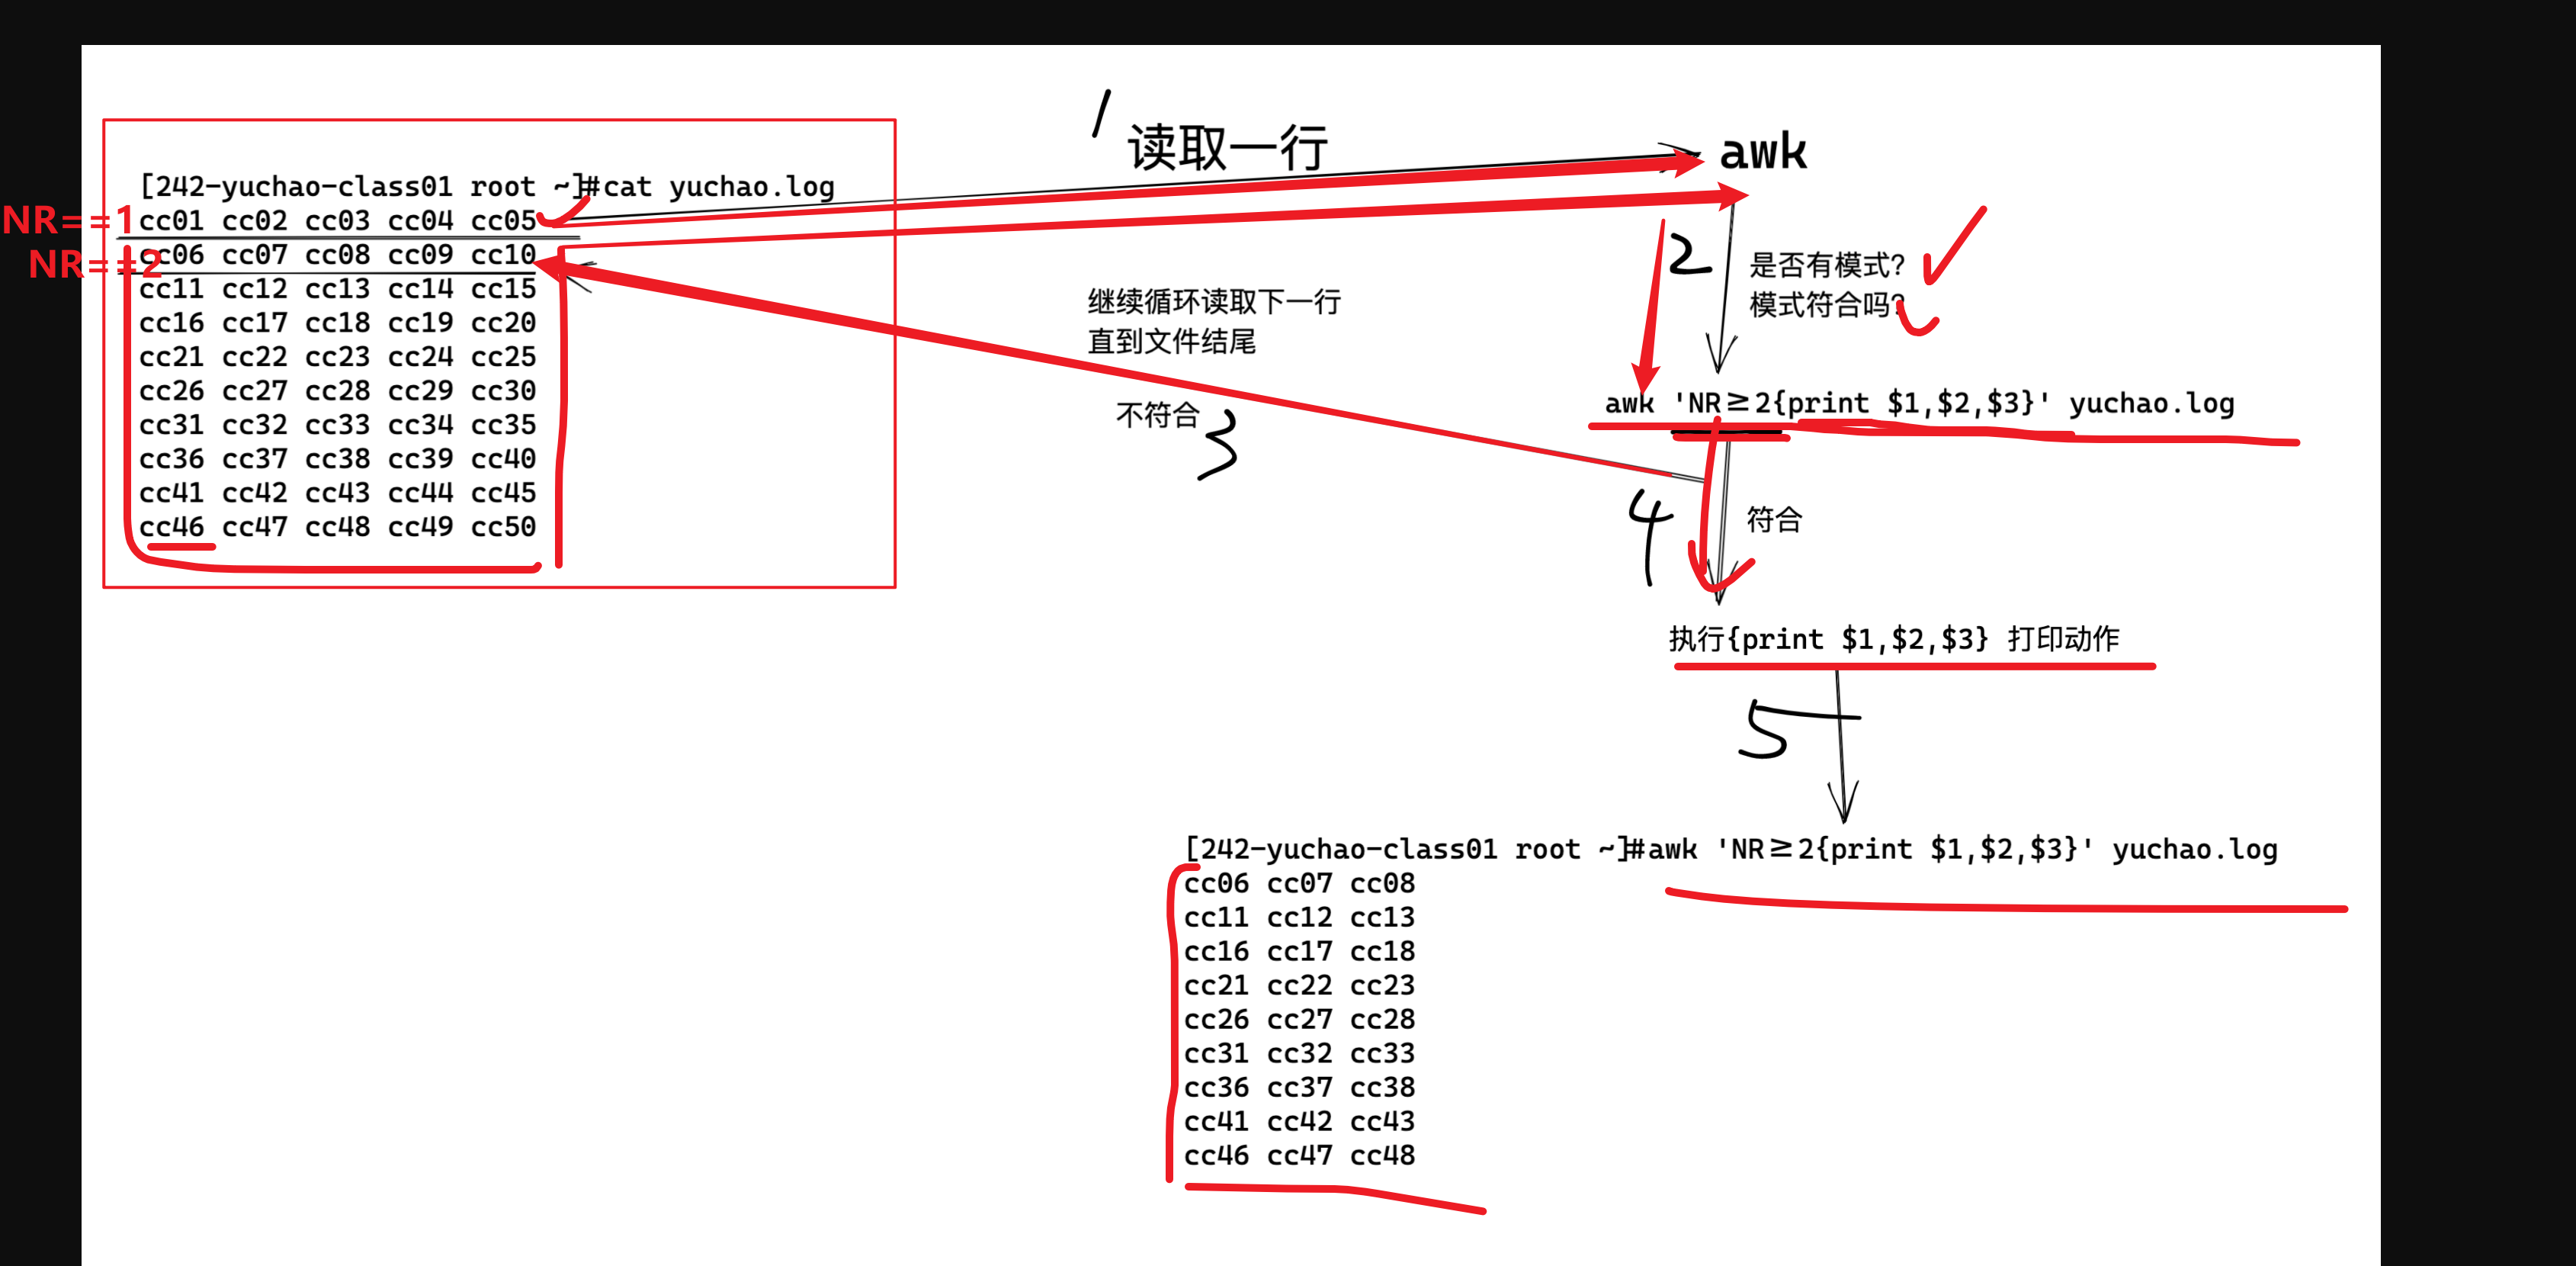 1 读取一行
awk
[242-yuchao-class01 root ~]#cat yuchao.log
NR==1
cc01 cc02 cc03 cc04 cc05
NR==2
cc06 cc07 cc08 cc09 cc10
cc11 cc12 cc13 cc14 cc15
cc16 cc17 cc18 cc19 cc20
cc21 cc22 cc23 cc24 cc25
cc26 cc27 cc28 cc29 cc30
cc31 cc32 cc33 cc34 cc35
cc36 cc37 cc38 cc39 cc40
cc41 cc42 cc43 cc44 cc45
cc46 cc47 cc48 cc49 cc50
2
是否有模式?
模式符合吗?
继续循环读取下一行
直到文件结尾
不符合
3
awk 'NR≥2{print $1,$2,$3}' yuchao.log
4
符合
执行{print $1,$2,$3} 打印动作
5
[242-yuchao-class01 root ~]#awk 'NR≥2{print $1,$2,$3}' yuchao.log
cc06 cc07 cc08
cc11 cc12 cc13
cc16 cc17 cc18
cc21 cc22 cc23
cc26 cc27 cc28
cc31 cc32 cc33
cc36 cc37 cc38
cc41 cc42 cc43
cc46 cc47 cc48